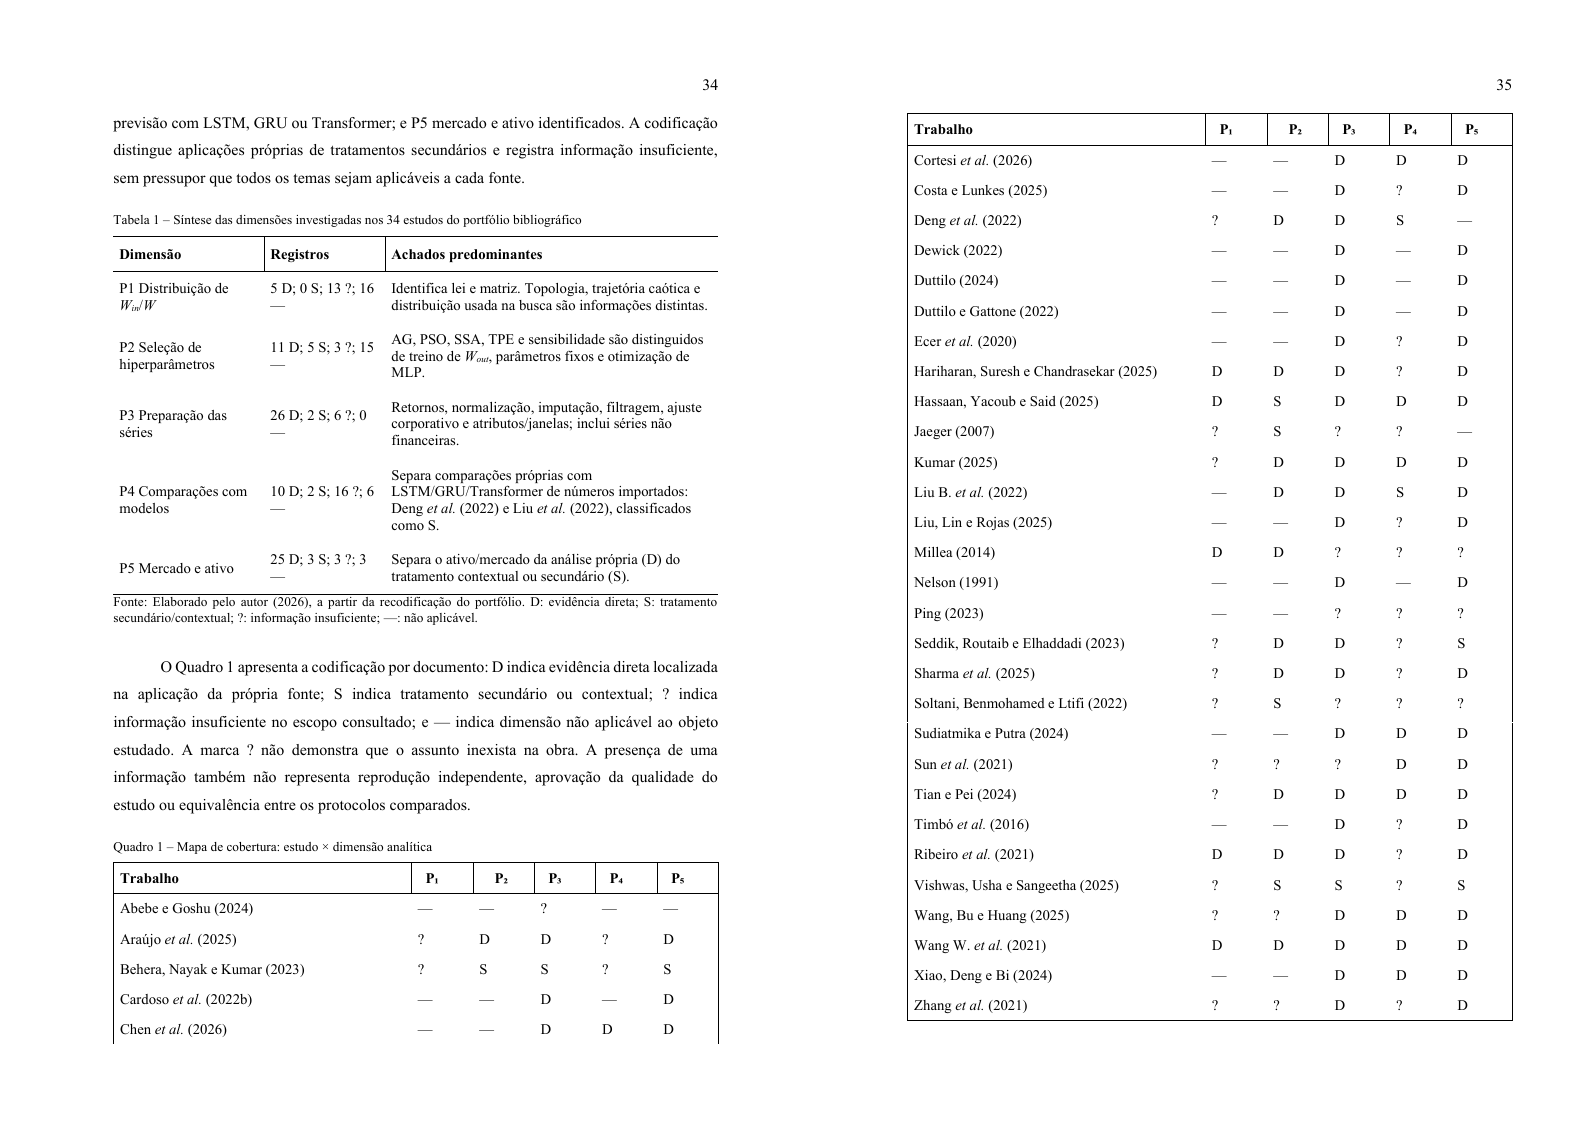 34
previsão com LSTM, GRU ou Transformer; e P5 mercado e ativo identificados. A codificação
distingue aplicações próprias de tratamentos secundários e registra informação insuficiente,
sem pressupor que todos os temas sejam aplicáveis a cada fonte.
Tabela 1 – Síntese das dimensões investigadas nos 34 estudos do portfólio bibliográfico
Dimensão Registros Achados predominantes
P1 Distribuição de 5 D; 0 S; 13 ?; 16 Identifica lei e matriz. Topologia, trajetória caótica e
Win/W — distribuição usada na busca são informações distintas.
P2 Seleção de 11 D; 5 S; 3 ?; 15 AG, PSO, SSA, TPE e sensibilidade são distinguidos
hiperparâmetros — de treino de Wout, parâmetros fixos e otimização de
MLP.
P3 Preparação das 26 D; 2 S; 6 ?; 0 Retornos, normalização, imputação, filtragem, ajuste
séries — corporativo e atributos/janelas; inclui séries não
financeiras.
Separa comparações próprias com
P4 Comparações com 10 D; 2 S; 16 ?; 6 LSTM/GRU/Transformer de números importados:
modelos — Deng et al. (2022) e Liu et al. (2022), classificados
como S.
P5 Mercado e ativo 25 D; 3 S; 3 ?; 3 Separa o ativo/mercado da análise própria (D) do
— tratamento contextual ou secundário (S).
Fonte: Elaborado pelo autor (2026), a partir da recodificação do portfólio. D: evidência direta; S: tratamento
secundário/contextual; ?: informação insuficiente; —: não aplicável.
O Quadro 1 apresenta a codificação por documento: D indica evidência direta localizada
na aplicação da própria fonte; S indica tratamento secundário ou contextual; ? indica
informação insuficiente no escopo consultado; e — indica dimensão não aplicável ao objeto
estudado. A marca ? não demonstra que o assunto inexista na obra. A presença de uma
informação também não representa reprodução independente, aprovação da qualidade do
estudo ou equivalência entre os protocolos comparados.
Quadro 1 – Mapa de cobertura: estudo × dimensão analítica
Trabalho P₁ P₂ P₃ P₄ P₅
Abebe e Goshu (2024) — — ? — —
Araújo et al. (2025) ? D D ? D
Behera, Nayak e Kumar (2023) ? S S ? S
Cardoso et al. (2022b) — — D — D
Chen et al. (2026) — — D D D
35
Trabalho P₁ P₂ P₃ P₄ P₅
Cortesi et al. (2026) — — D D D
Costa e Lunkes (2025) — — D ? D
Deng et al. (2022) ? D D S —
Dewick (2022) — — D — D
Duttilo (2024) — — D — D
Duttilo e Gattone (2022) — — D — D
Ecer et al. (2020) — — D ? D
Hariharan, Suresh e Chandrasekar (2025) D D D ? D
Hassaan, Yacoub e Said (2025) D S D D D
Jaeger (2007) ? S ? ? —
Kumar (2025) ? D D D D
Liu B. et al. (2022) — D D S D
Liu, Lin e Rojas (2025) — — D ? D
Millea (2014) D D ? ? ?
Nelson (1991) — — D — D
Ping (2023) — — ? ? ?
Seddik, Routaib e Elhaddadi (2023) ? D D ? S
Sharma et al. (2025) ? D D ? D
Soltani, Benmohamed e Ltifi (2022) ? S ? ? ?
Sudiatmika e Putra (2024) — — D D D
Sun et al. (2021) ? ? ? D D
Tian e Pei (2024) ? D D D D
Timbó et al. (2016) — — D ? D
Ribeiro et al. (2021) D D D ? D
Vishwas, Usha e Sangeetha (2025) ? S S ? S
Wang, Bu e Huang (2025) ? ? D D D
Wang W. et al. (2021) D D D D D
Xiao, Deng e Bi (2024) — — D D D
Zhang et al. (2021) ? ? D ? D